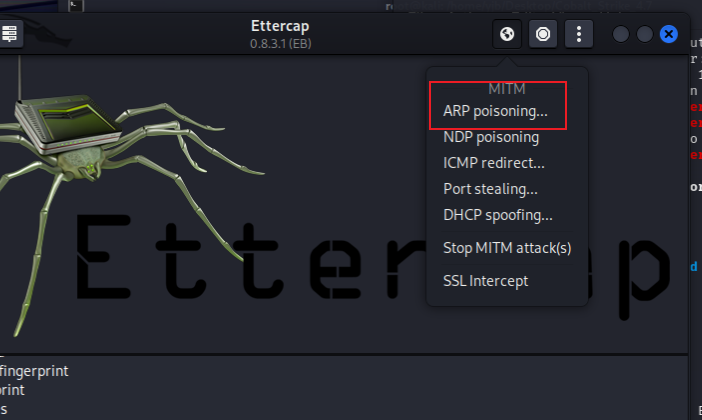 Ettercap
0.8.3.1 (EB)
MITM
ARP poisoning...
NDP poisoning
ICMP redirect...
Port stealing...
DHCP spoofing...
Stop MITM attack(s)
SSL Intercept
Ettercap
fingerprint